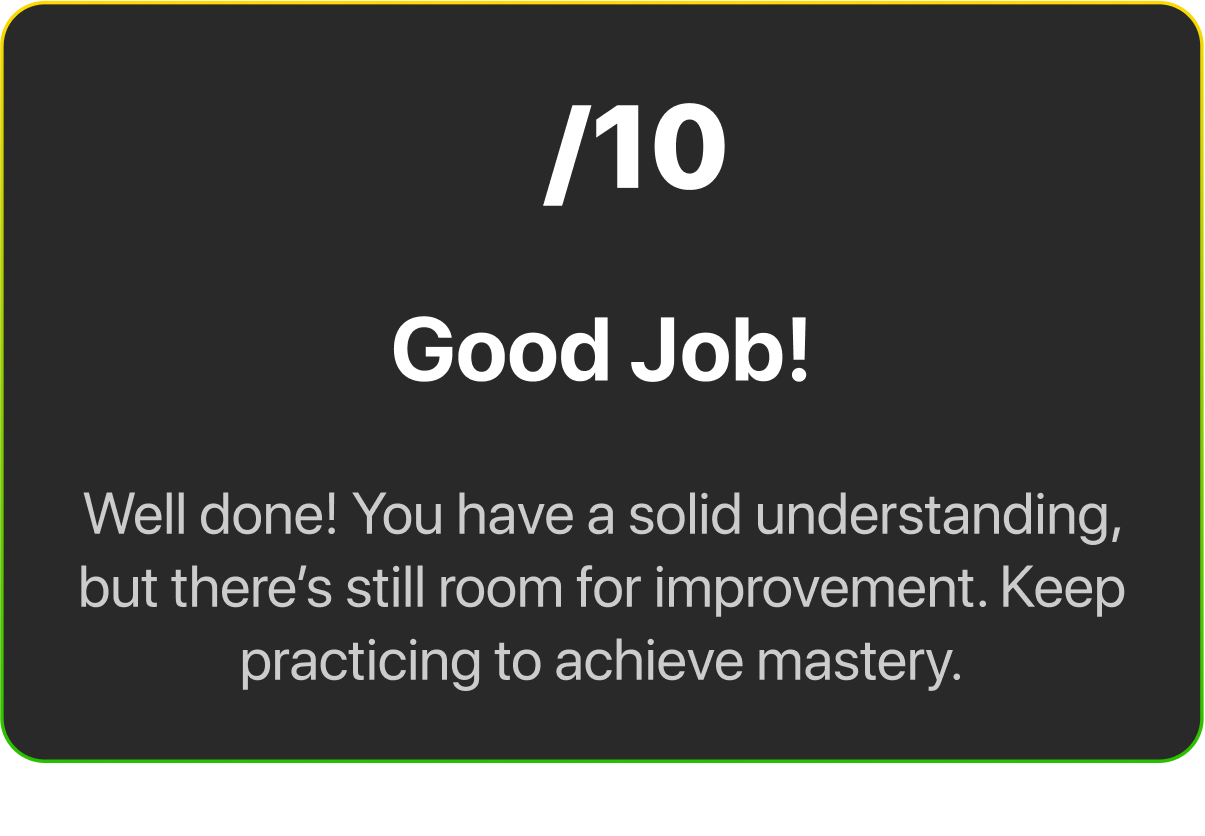 /10
Good Job!
Well done! You have a solid understanding,
but there’s still room for improvement. Keep
practicing to achieve mastery.